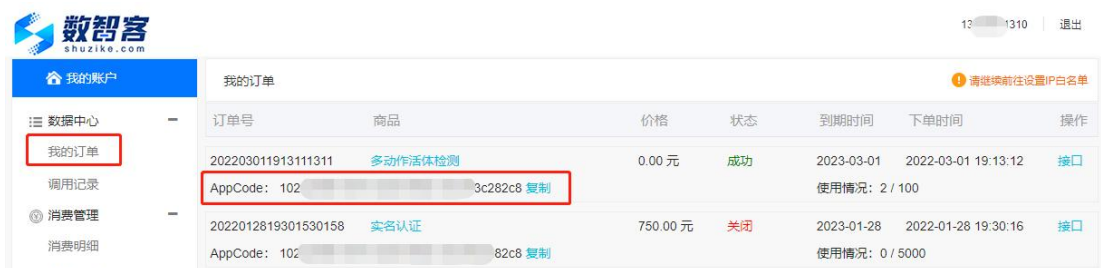 数智客
shuzike.com
13 1310 退出
我的账户
我的订单
请继续前往设置IP白名单
数据中心
订单号 商品 价格 状态 到期时间 下单时间 操作
我的订单
202203011913111311 多动作活体检测 0.00 元 成功 2023-03-01 2022-03-01 19:13:12 接口
调用记录
AppCode： 102 3c282c8 复制 使用情况：2 / 100
消费管理
2022012819301530158 实名认证 750.00 元 关闭 2023-01-28 2022-01-28 19:30:16 接口
消费明细
AppCode： 102 82c8 复制 使用情况：0 / 5000